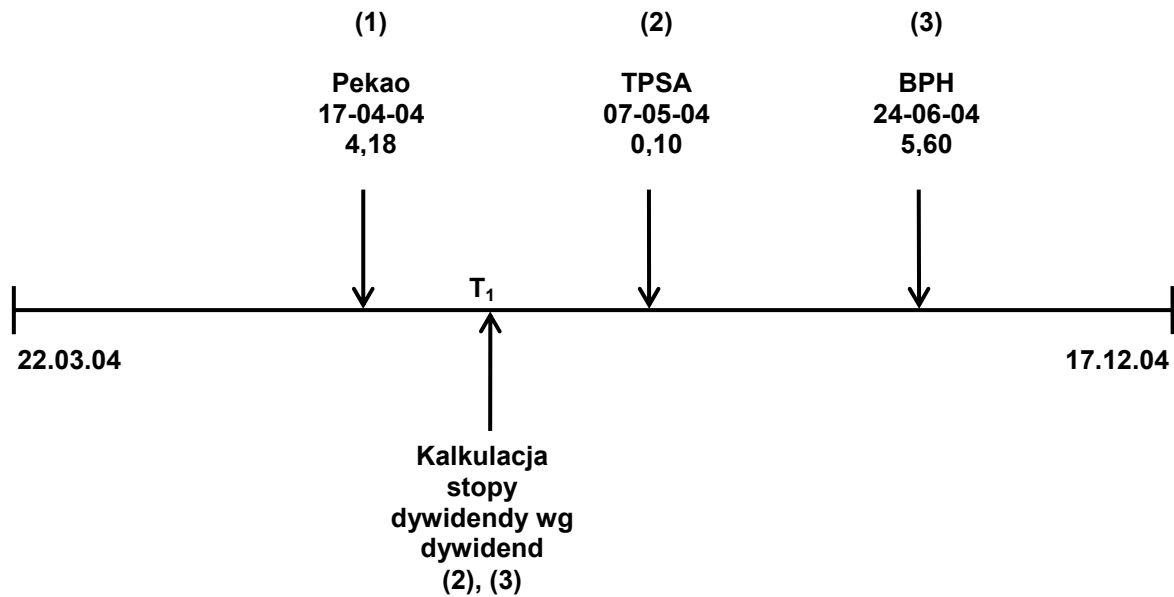 (1)
Pekao
17-04-04
4,18
(2)
TPSA
07-05-04
0,10
(3)
BPH
24-06-04
5,60
T₁
22.03.04
17.12.04
Kalkulacja
stopy
dywidendy wg
dywidend
(2), (3)